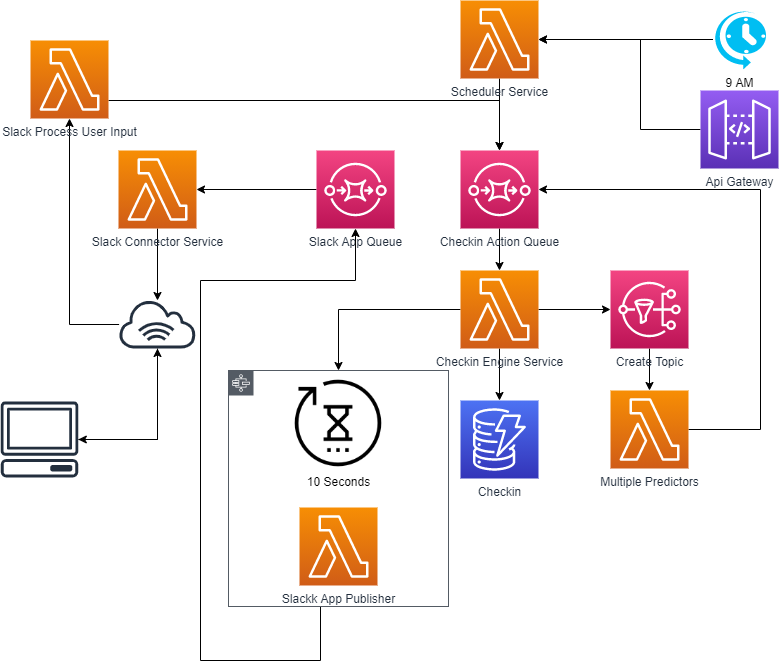 9 AM
Scheduler Service
Slack Process User Input
Api Gateway
Slack Connector Service
Slack App Queue
Checkin Action Queue
Checkin Engine Service
Create Topic
10 Seconds
Checkin
Multiple Predictors
Slackk App Publisher